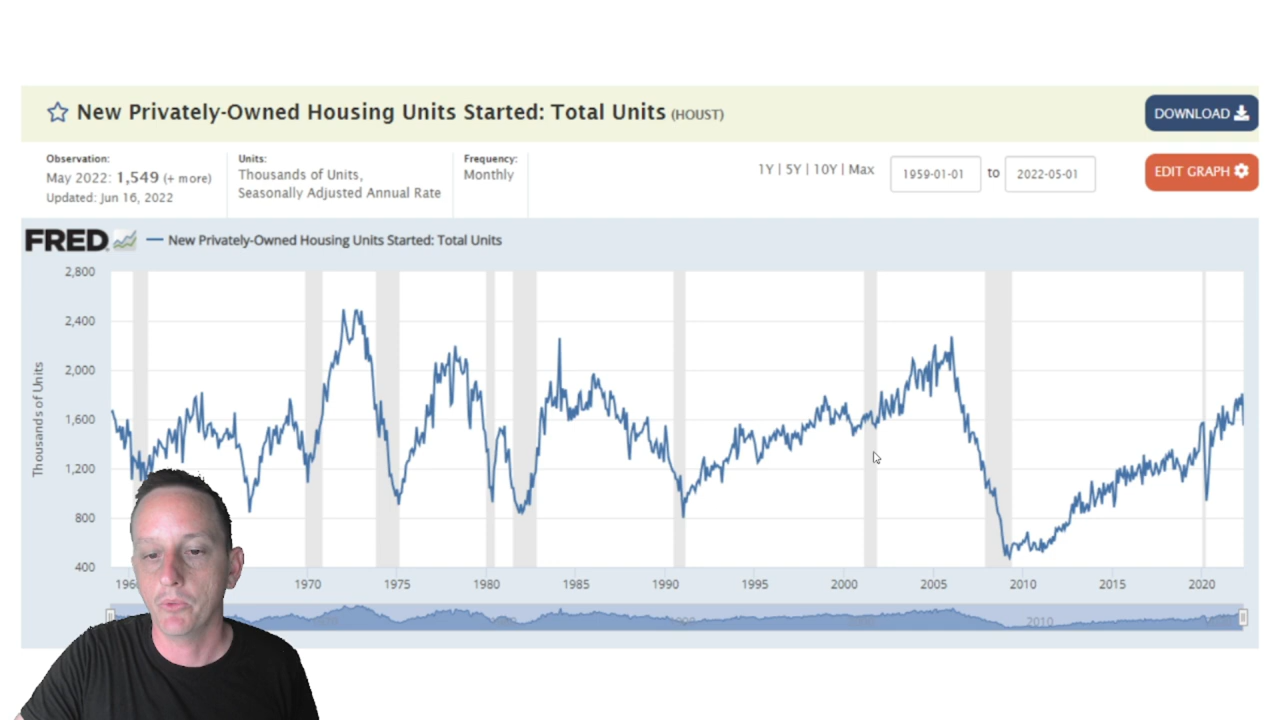 New Privately-Owned Housing Units Started: Total Units (HOUST)
DOWNLOAD
Observation:
May 2022: 1,549 (+ more)
Updated: Jun 16, 2022
Units:
Thousands of Units,
Seasonally Adjusted Annual Rate
Frequency:
Monthly
1Y | 5Y | 10Y | Max
1959-01-01 to 2022-05-01
EDIT GRAPH
FRED
New Privately-Owned Housing Units Started: Total Units
Thousands of Units
2,800
2,400
2,000
1,600
1,200
800
400
1970 1975 1980 1985 1990 1995 2000 2005 2010 2015 2020
2010